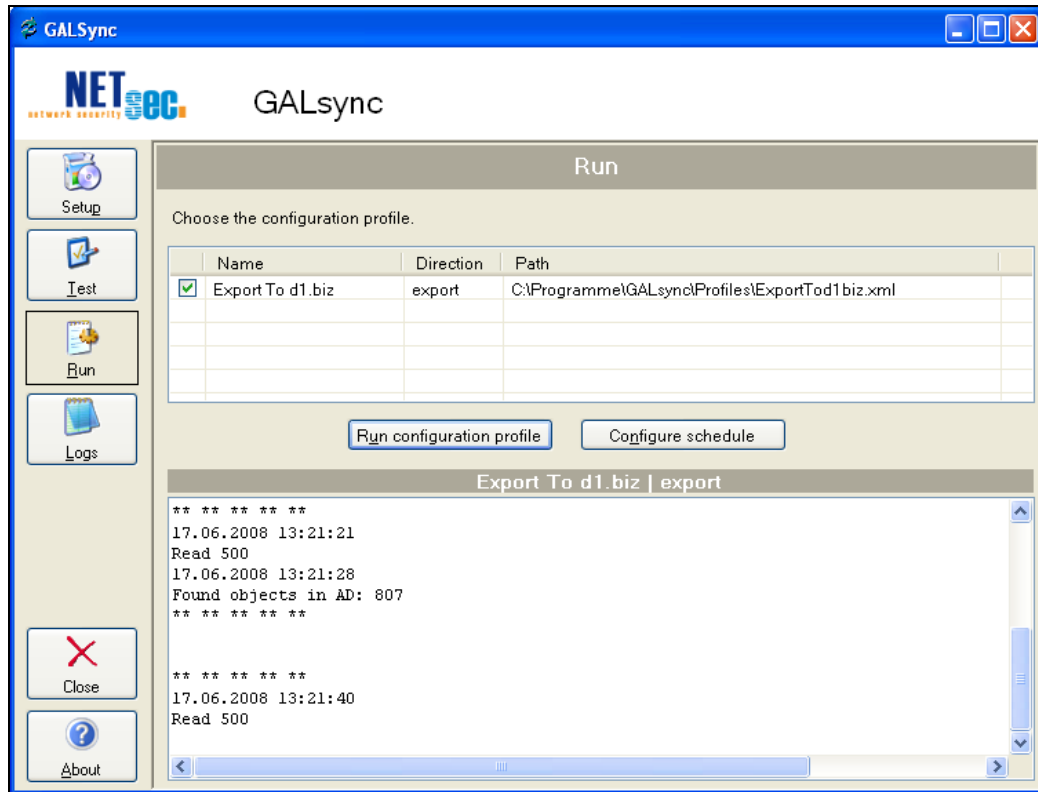 GALSync
NETsec.
network security
GALsync
Setup
Test
Run
Logs
Close
About
Run
Choose the configuration profile.
Name Direction Path
Export To d1.biz export C:\Programme\GALsync\Profiles\ExportTod1biz.xml
Run configuration profile Configure schedule
Export To d1.biz | export
** ** ** ** **
17.06.2008 13:21:21
Read 500
17.06.2008 13:21:28
Found objects in AD: 807
** ** ** ** **
** ** ** ** **
17.06.2008 13:21:40
Read 500